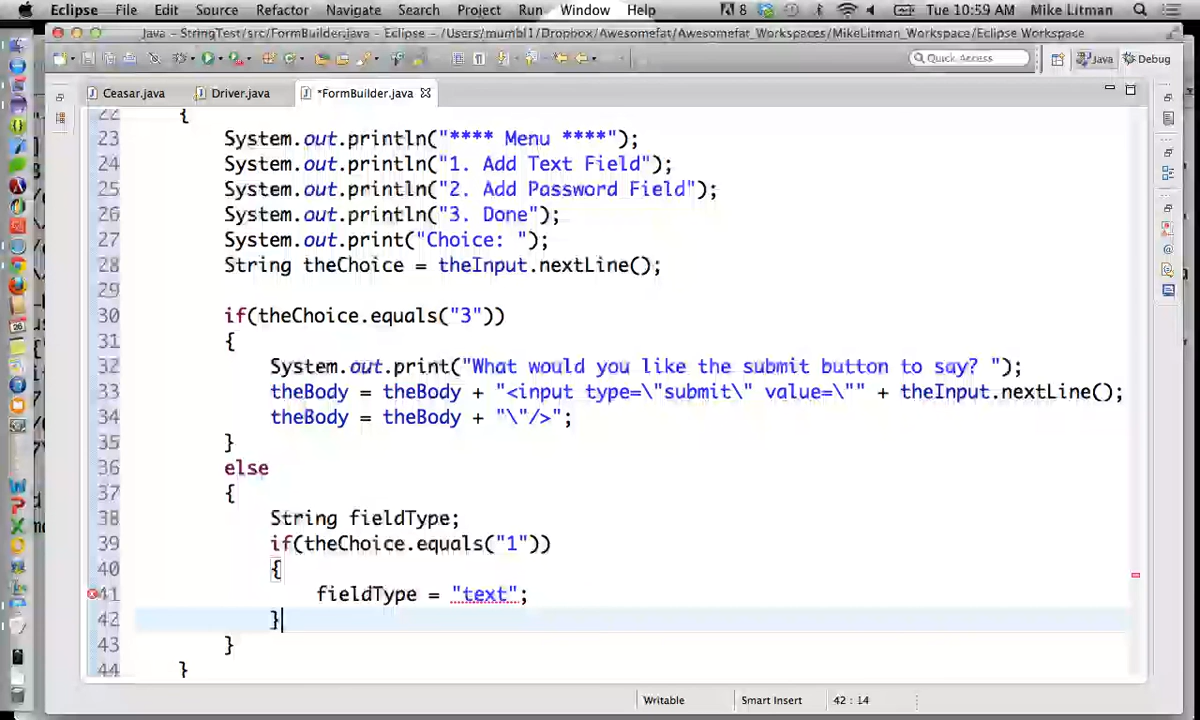 Eclipse File Edit Source Refactor Navigate Search Project Run Window Help 8 Tue 10:59 AM Mike Litman
Java - StringTest/src/FormBuilder.java - Eclipse - /Users/mumbl1/Dropbox/Awesomefat/Awesomefat_Workspaces/MikeLitman_Workspace/Eclipse Workspace
Quick Access Java Debug
Ceasar.java Driver.java *FormBuilder.java
22 {
23 System.out.println("**** Menu ****");
24 System.out.println("1. Add Text Field");
25 System.out.println("2. Add Password Field");
26 System.out.println("3. Done");
27 System.out.print("Choice: ");
28 String theChoice = theInput.nextLine();
29
30 if(theChoice.equals("3"))
31 {
32 System.out.print("What would you like the submit button to say? ");
33 theBody = theBody + "<input type=\"submit\" value=\"" + theInput.nextLine();
34 theBody = theBody + "\"/>";
35 }
36 else
37 {
38 String fieldType;
39 if(theChoice.equals("1"))
40 {
41 fieldType = "text";
42 }
43 }
44 }
Writable Smart Insert 42 : 14